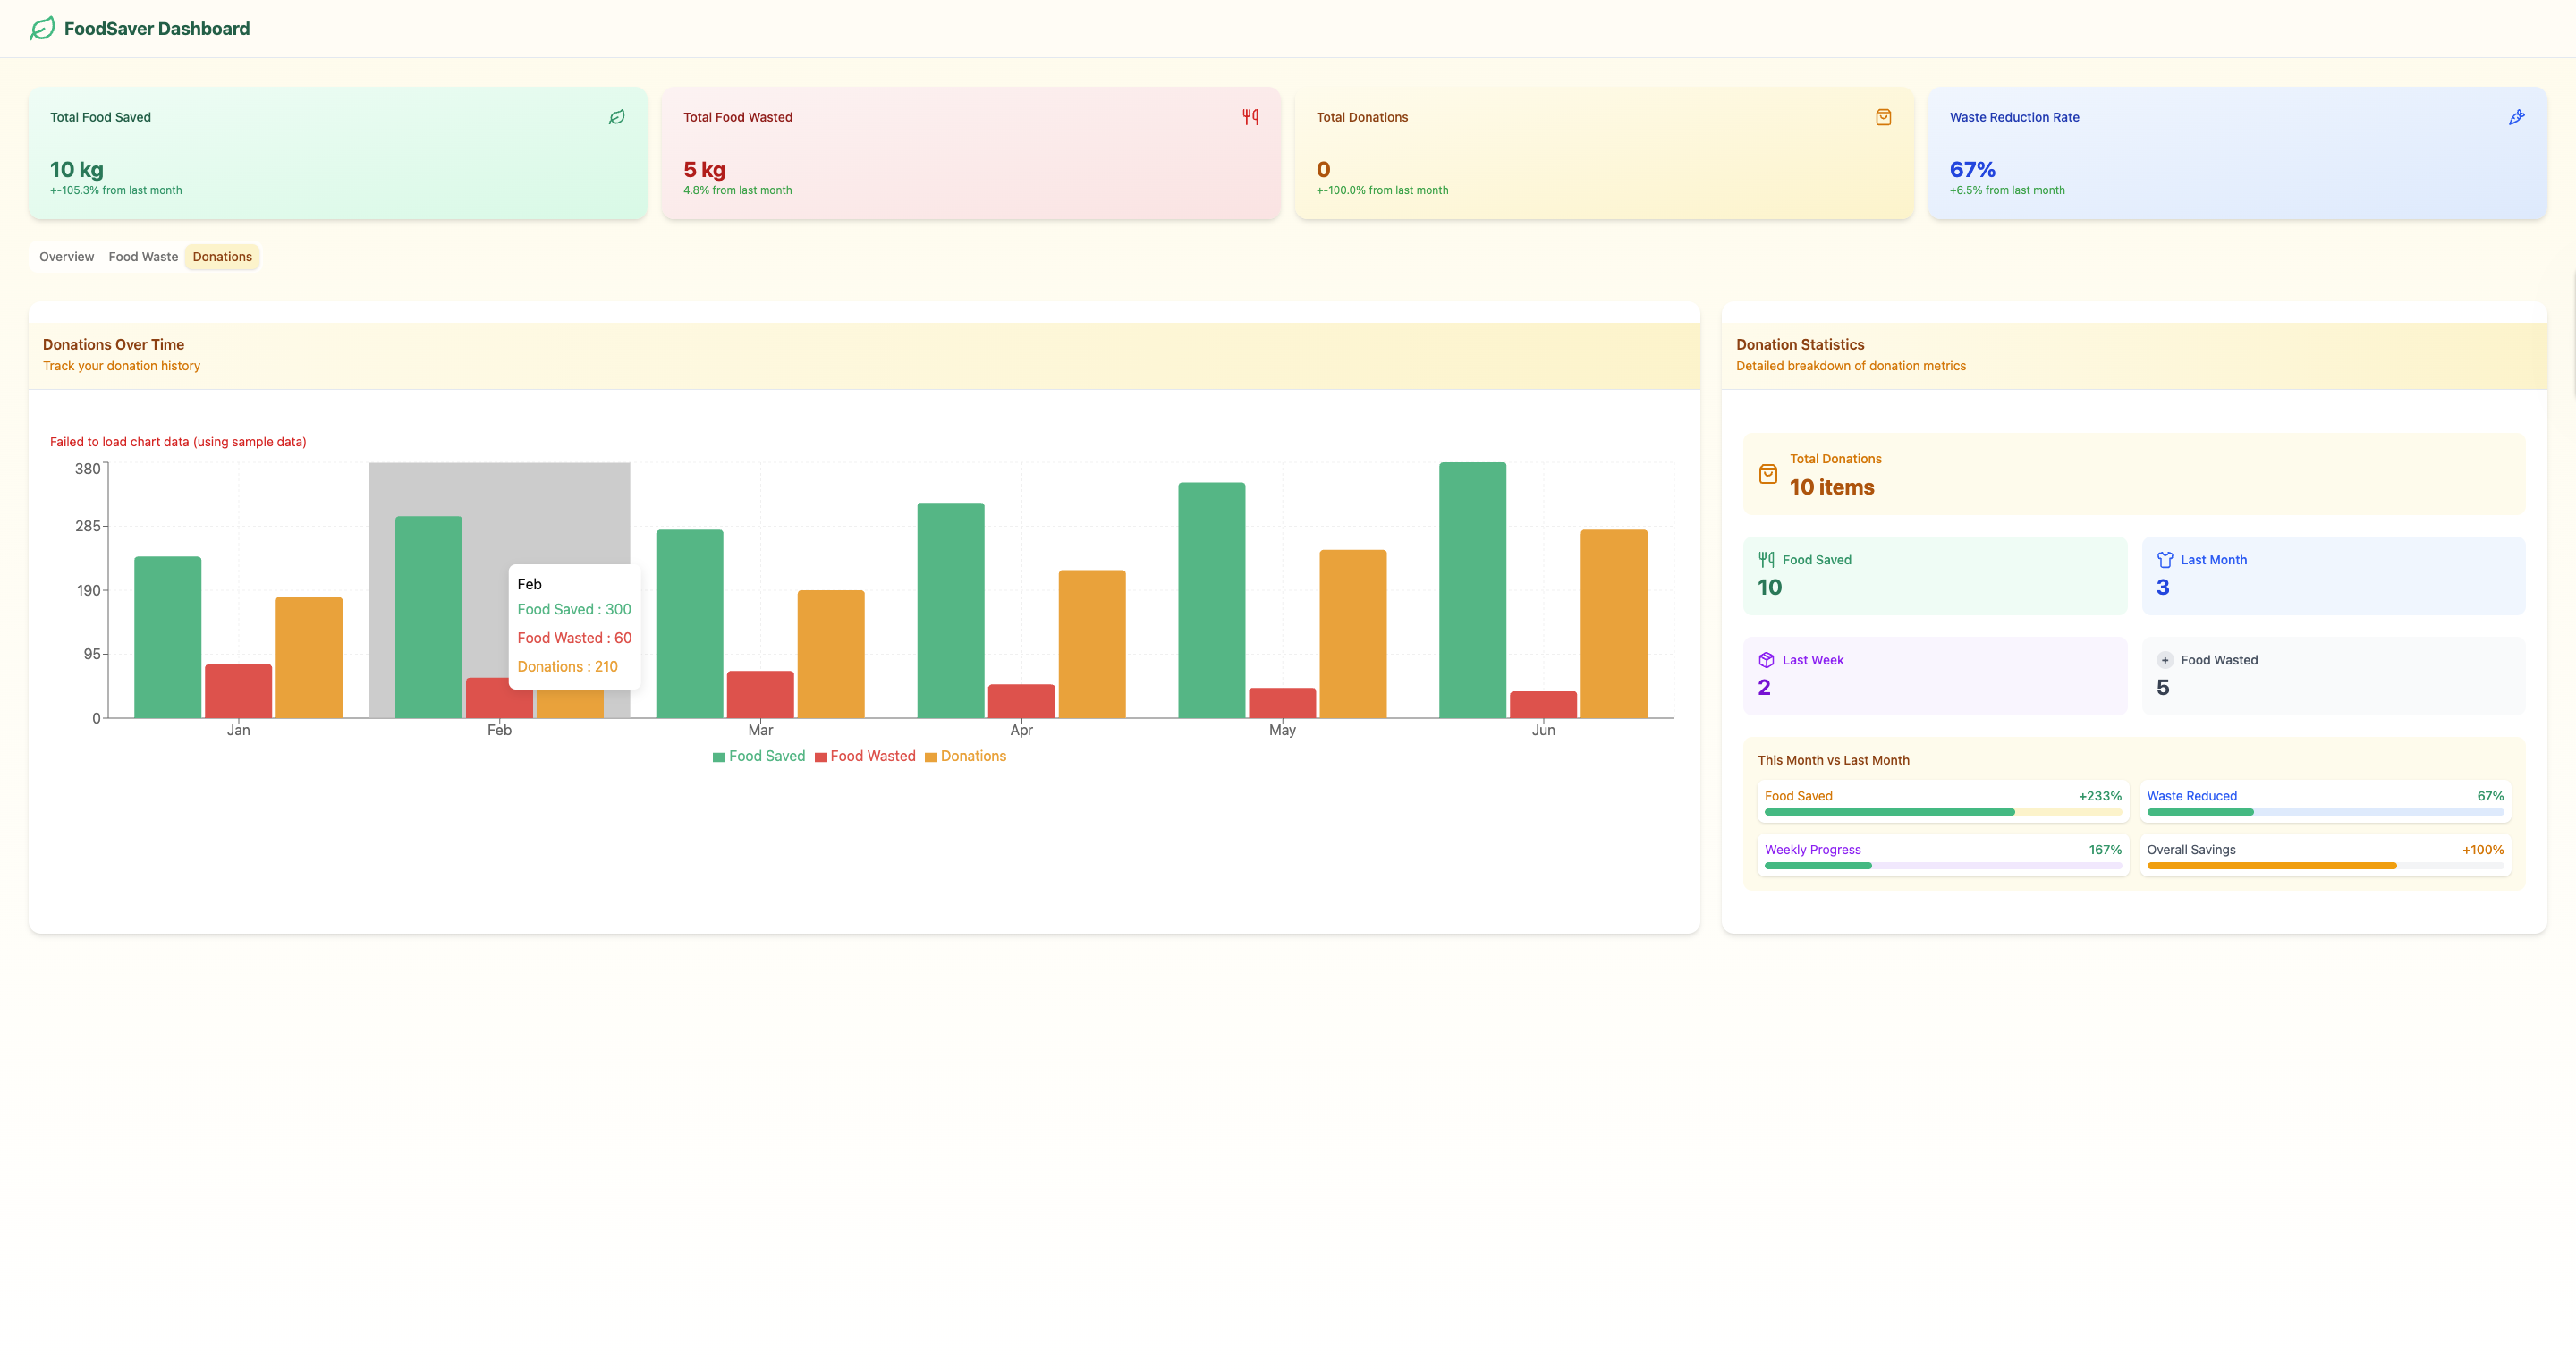 FoodSaver Dashboard
Total Food Saved
10 kg
+-105.3% from last month
Total Food Wasted
5 kg
4.8% from last month
Total Donations
0
+-100.0% from last month
Waste Reduction Rate
67%
+6.5% from last month
Overview Food Waste Donations
Donations Over Time
Track your donation history
Failed to load chart data (using sample data)
380
285
190
95
0
Feb
Food Saved : 300
Food Wasted : 60
Donations : 210
Jan Feb Mar Apr May Jun
Food Saved Food Wasted Donations
Donation Statistics
Detailed breakdown of donation metrics
Total Donations
10 items
Food Saved
10
Last Month
3
Last Week
2
Food Wasted
5
This Month vs Last Month
Food Saved +233%
Waste Reduced 67%
Weekly Progress 167%
Overall Savings +100%